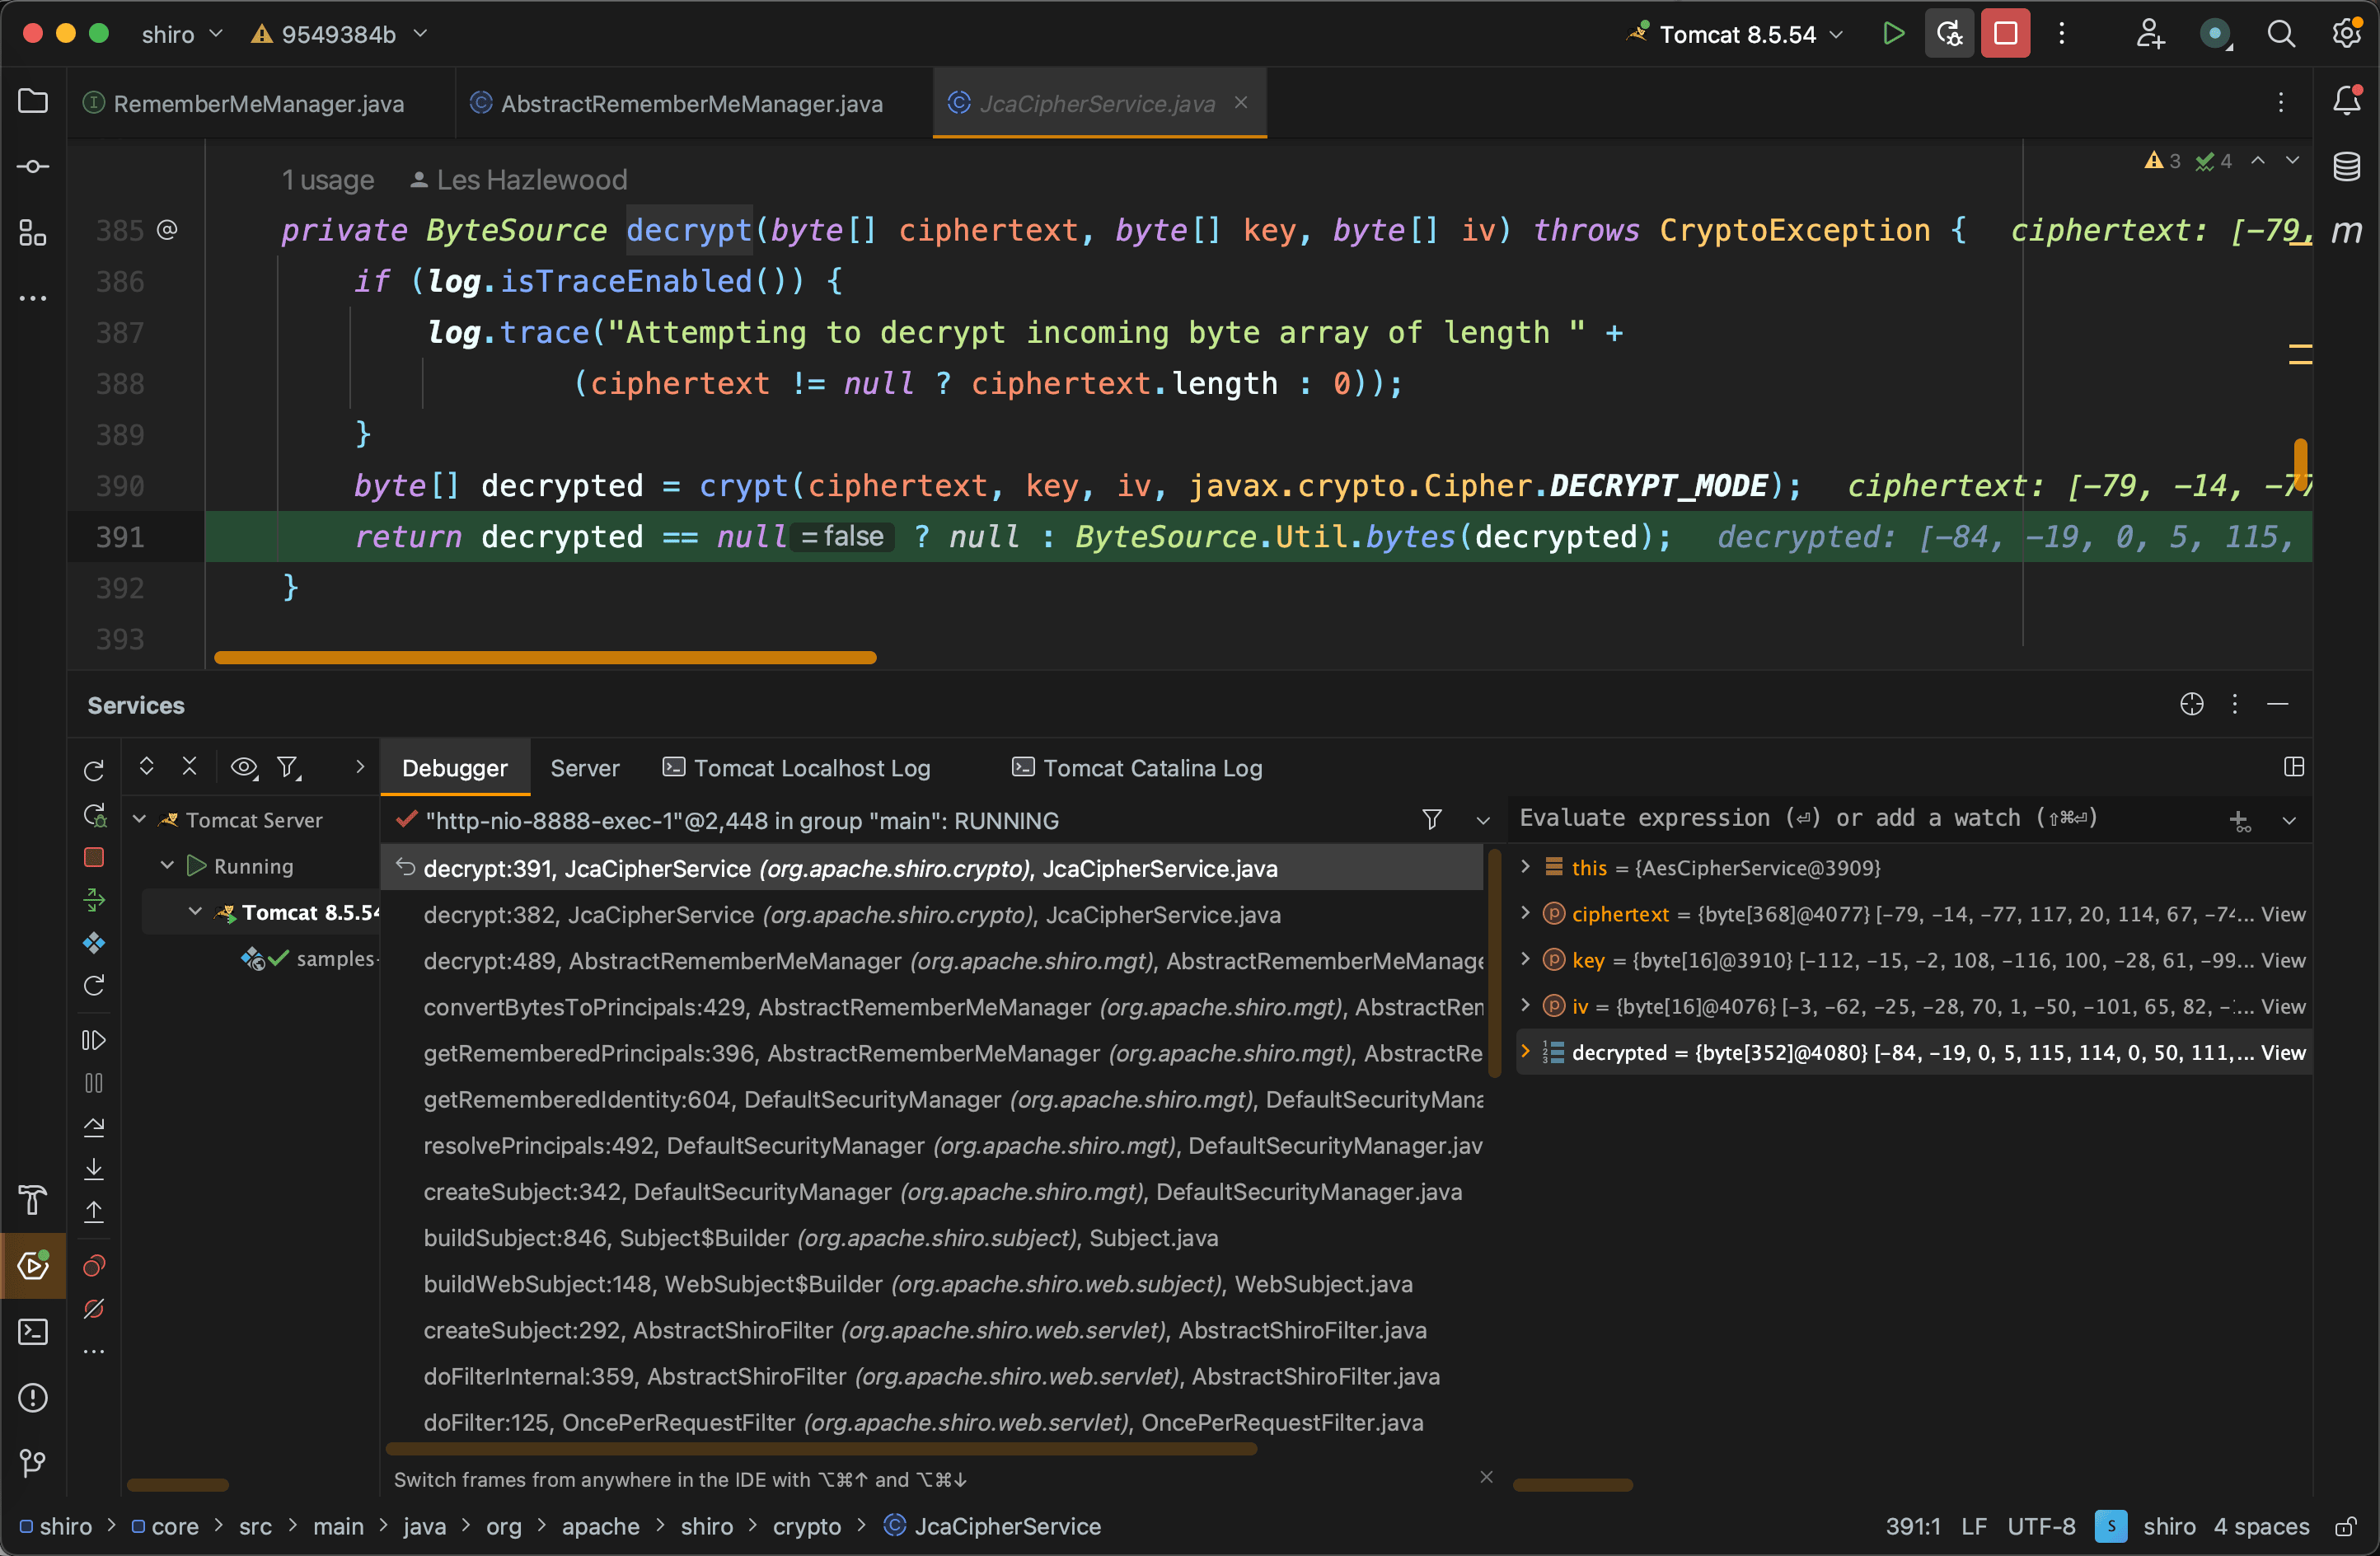 shiro
9549384b
Tomcat 8.5.54
RememberMeManager.java
AbstractRememberMeManager.java
JcaCipherService.java
1 usage Les Hazlewood
3 4
385 @ private ByteSource decrypt(byte[] ciphertext, byte[] key, byte[] iv) throws CryptoException { ciphertext: [-79,
386 if (log.isTraceEnabled()) {
387 log.trace("Attempting to decrypt incoming byte array of length " +
388 (ciphertext != null ? ciphertext.length : 0));
389 }
390 byte[] decrypted = crypt(ciphertext, key, iv, javax.crypto.Cipher.DECRYPT_MODE); ciphertext: [-79, -14, -77
391 return decrypted == null = false ? null : ByteSource.Util.bytes(decrypted); decrypted: [-84, -19, 0, 5, 115,
392 }
393
m
Services
Debugger
Server
Tomcat Localhost Log
Tomcat Catalina Log
Tomcat Server
Running
Tomcat 8.5.54
samples-
"http-nio-8888-exec-1"@2,448 in group "main": RUNNING
decrypt:391, JcaCipherService (org.apache.shiro.crypto), JcaCipherService.java
decrypt:382, JcaCipherService (org.apache.shiro.crypto), JcaCipherService.java
decrypt:489, AbstractRememberMeManager (org.apache.shiro.mgt), AbstractRememberMeManage
convertBytesToPrincipals:429, AbstractRememberMeManager (org.apache.shiro.mgt), AbstractRem
getRememberedPrincipals:396, AbstractRememberMeManager (org.apache.shiro.mgt), AbstractRe
getRememberedIdentity:604, DefaultSecurityManager (org.apache.shiro.mgt), DefaultSecurityMana
resolvePrincipals:492, DefaultSecurityManager (org.apache.shiro.mgt), DefaultSecurityManager.jav
createSubject:342, DefaultSecurityManager (org.apache.shiro.mgt), DefaultSecurityManager.java
buildSubject:846, Subject$Builder (org.apache.shiro.subject), Subject.java
buildWebSubject:148, WebSubject$Builder (org.apache.shiro.web.subject), WebSubject.java
createSubject:292, AbstractShiroFilter (org.apache.shiro.web.servlet), AbstractShiroFilter.java
doFilterInternal:359, AbstractShiroFilter (org.apache.shiro.web.servlet), AbstractShiroFilter.java
doFilter:125, OncePerRequestFilter (org.apache.shiro.web.servlet), OncePerRequestFilter.java
Switch frames from anywhere in the IDE with ⌥⌘↑ and ⌥⌘↓
Evaluate expression (⏎) or add a watch (⇧⌘⏎)
this = {AesCipherService@3909}
ciphertext = {byte[368]@4077} [-79, -14, -77, 117, 20, 114, 67, -74... View
key = {byte[16]@3910} [-112, -15, -2, 108, -116, 100, -28, 61, -99... View
iv = {byte[16]@4076} [-3, -62, -25, -28, 70, 1, -50, -101, 65, 82, -... View
decrypted = {byte[352]@4080} [-84, -19, 0, 5, 115, 114, 0, 50, 111,... View
shiro > core > src > main > java > org > apache > shiro > crypto > JcaCipherService
391:1 LF UTF-8 S shiro 4 spaces